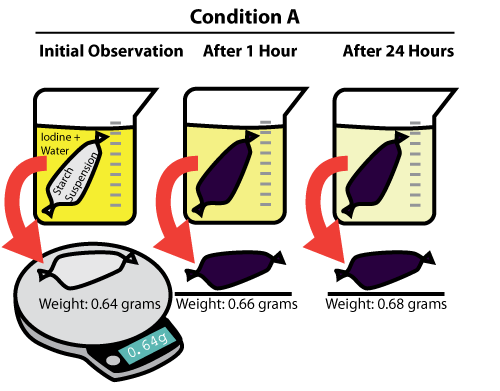 Condition A
Initial Observation
After 1 Hour
After 24 Hours
Iodine +
Water
Starch
Suspension
Weight: 0.64 grams
Weight: 0.66 grams
Weight: 0.68 grams
0.64g